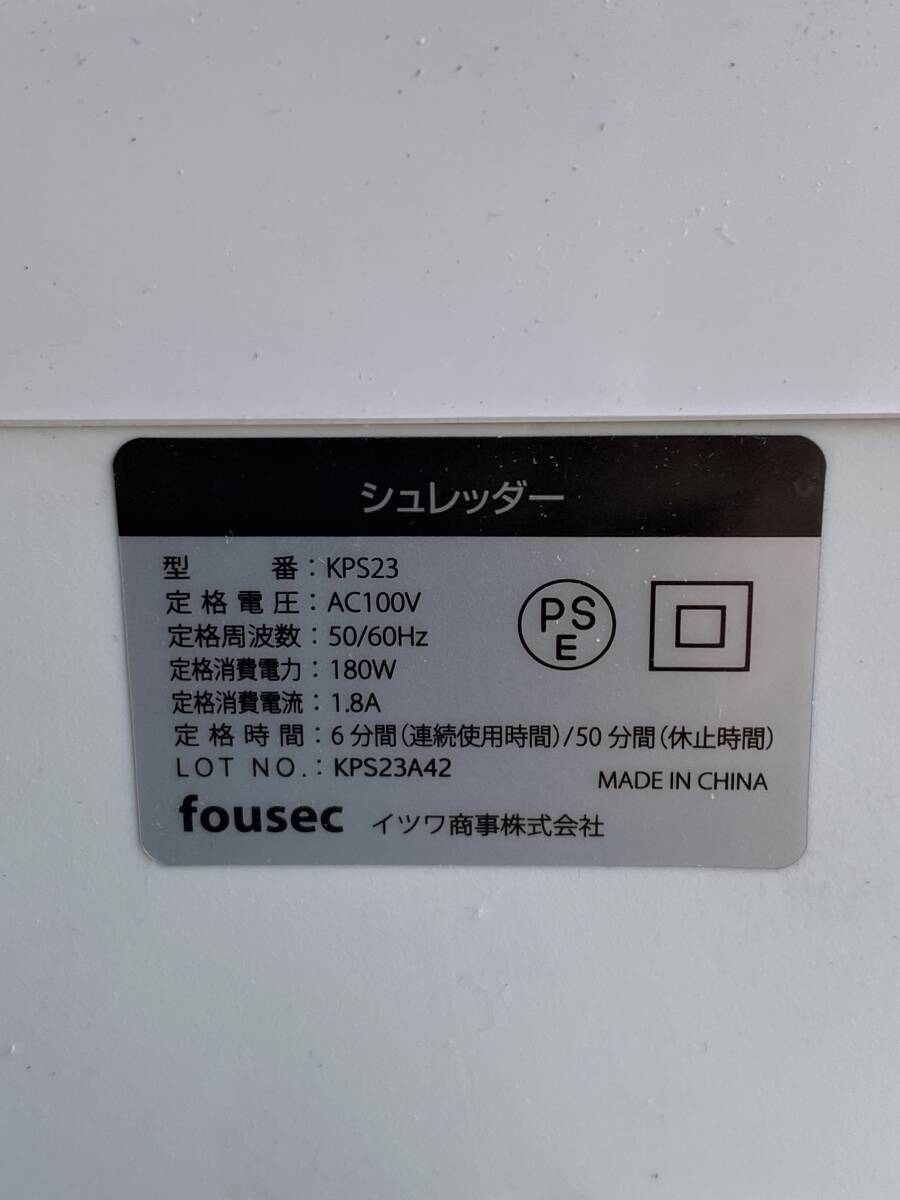 シュレッダー
型番：KPS23
定格電圧：AC100V
定格周波数：50/60Hz
定格消費電力：180W
定格消費電流：1.8A
定格時間：6分間（連続使用時間）/50分間（休止時間）
LOT NO.：KPS23A42
PS
E
MADE IN CHINA
fousec イツワ商事株式会社